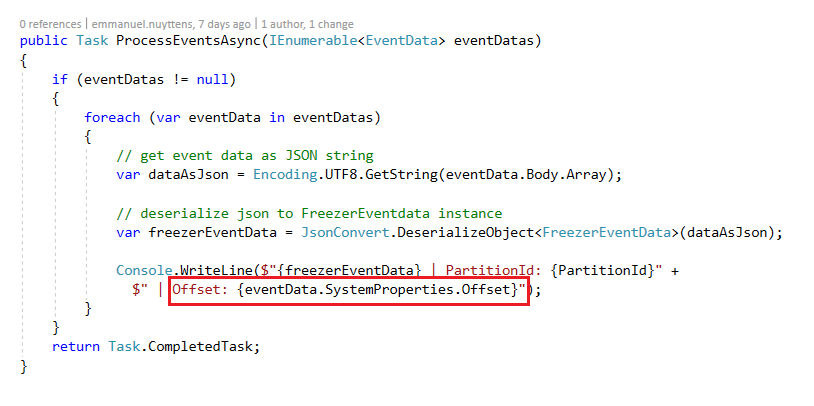 0 references | emmanuel.nuyttens, 7 days ago | 1 author, 1 change
public Task ProcessEventsAsync(IEnumerable<EventData> eventDatas)
{
    if (eventDatas != null)
    {
        foreach (var eventData in eventDatas)
        {
            // get event data as JSON string
            var dataAsJson = Encoding.UTF8.GetString(eventData.Body.Array);

            // deserialize json to FreezerEventdata instance
            var freezerEventData = JsonConvert.DeserializeObject<FreezerEventData>(dataAsJson);

            Console.WriteLine($"{freezerEventData} | PartitionId: {PartitionId}" +
              $" | Offset: {eventData.SystemProperties.Offset}");
        }
    }
    return Task.CompletedTask;
}